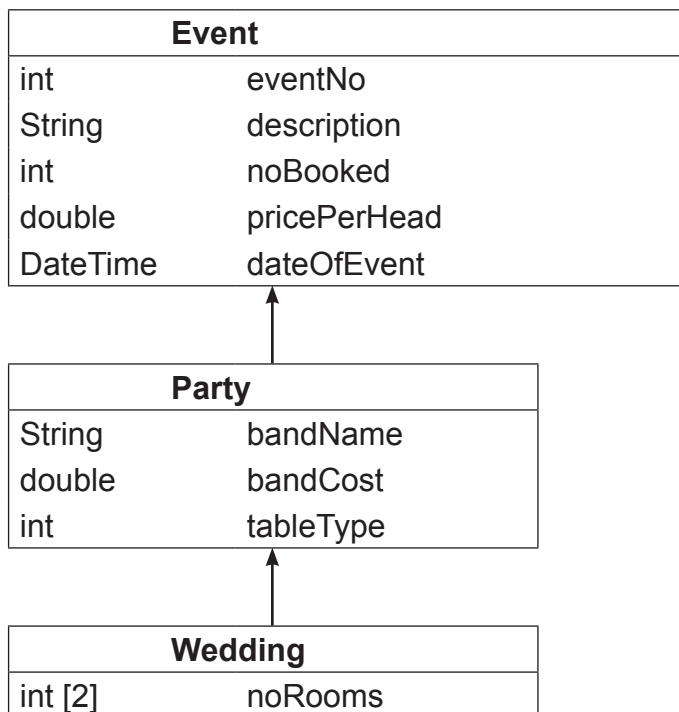 Event
int eventNo
String description
int noBooked
double pricePerHead
DateTime dateOfEvent
Party
String bandName
double bandCost
int tableType
Wedding
int [2] noRooms